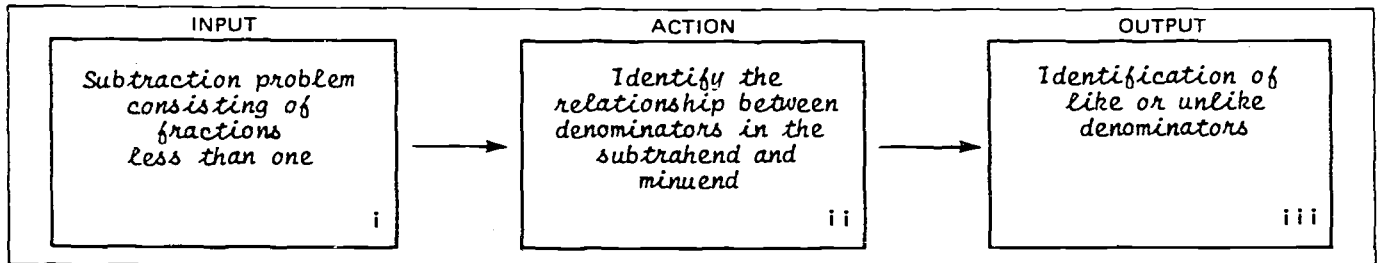 INPUT
Subtraction problem
consisting of
fractions
less than one
i
ACTION
Identify the
relationship between
denominators in the
subtrahend and
minuend
ii
OUTPUT
Identification of
like or unlike
denominators
iii